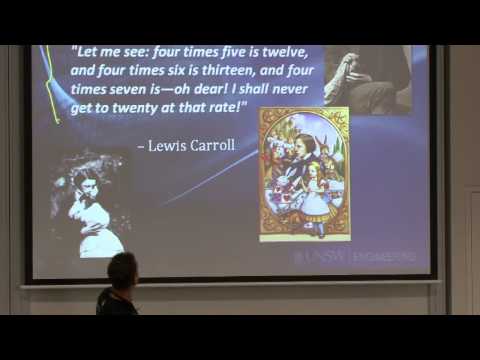 "Let me see: four times five is twelve,
and four times six is thirteen, and four
times seven is—oh dear! I shall never
get to twenty at that rate!"
– Lewis Carroll
UNSW ENGINEERING